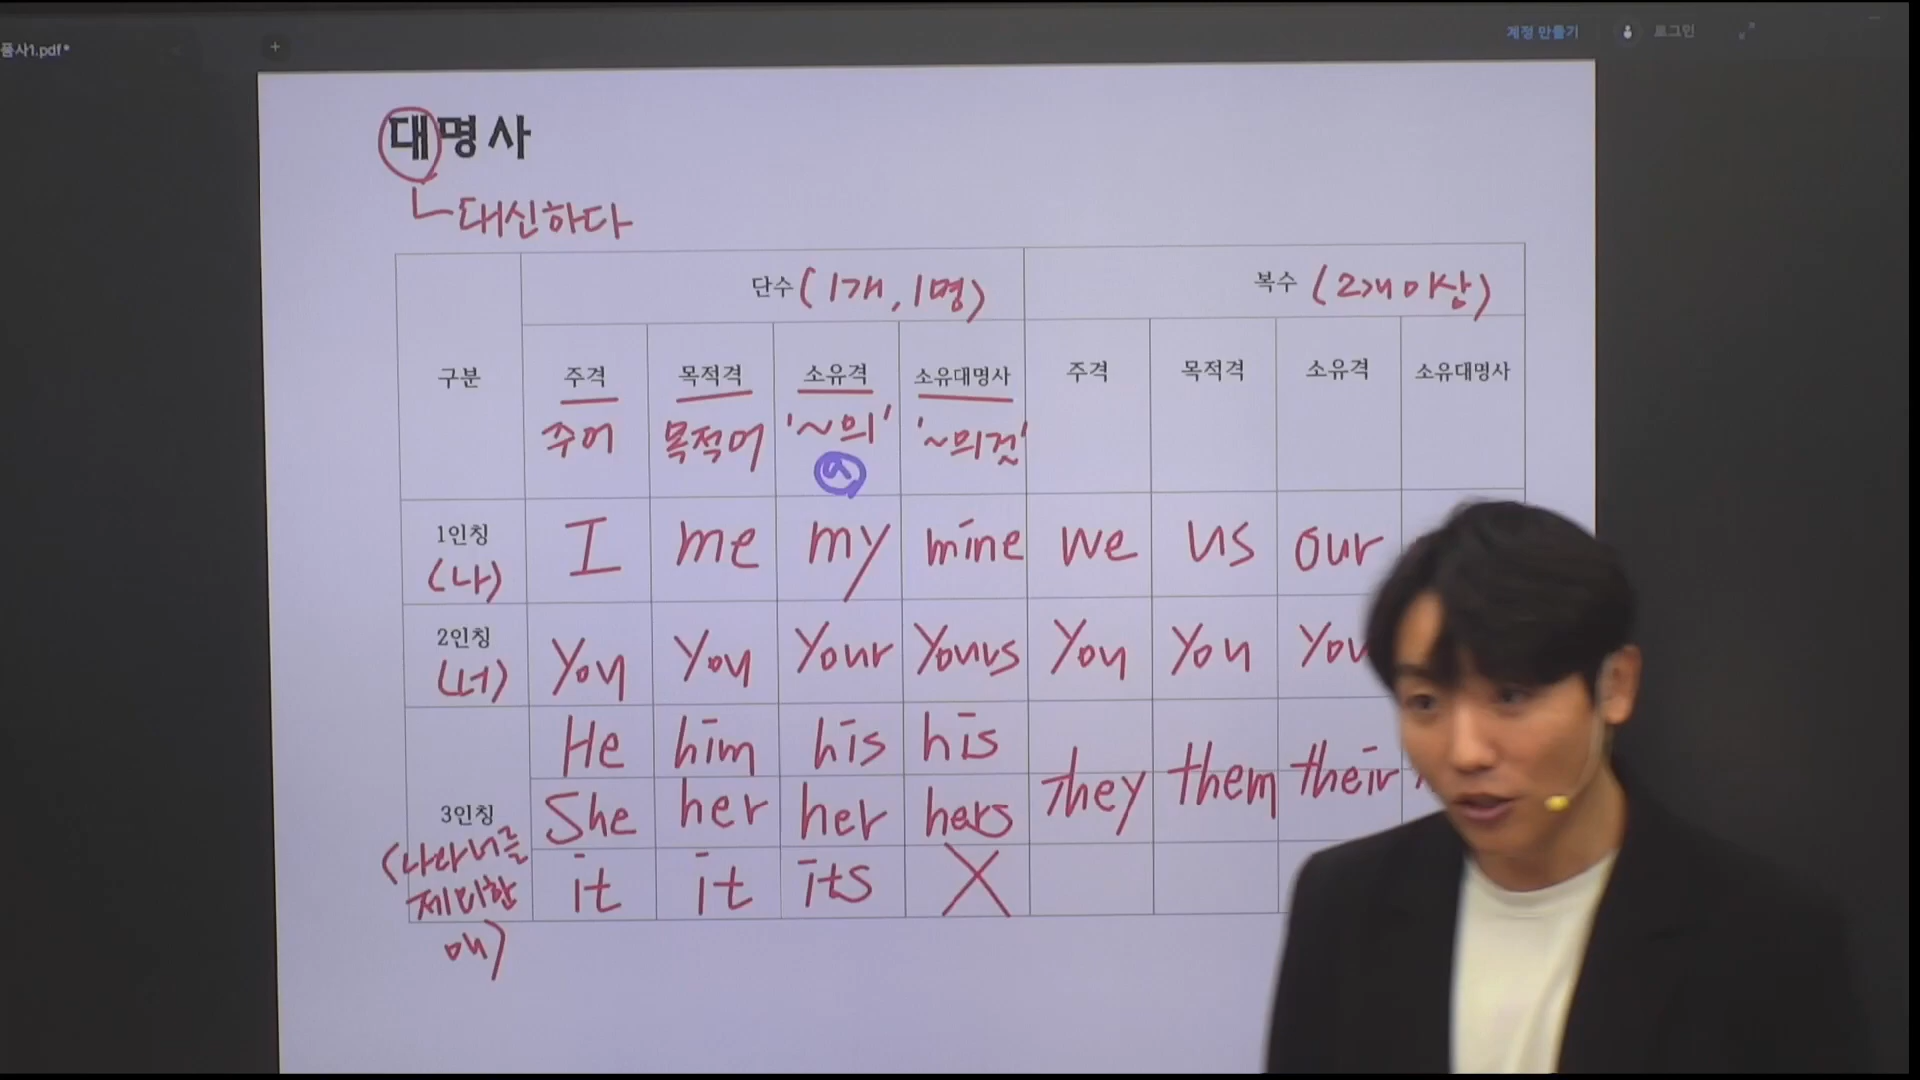 품사1.pdf*
+
계정 만들기 로그인
대명사
대신하다
단수 (1개, 1명) 복수 (2개 이상)
구분 주격 목적격 소유격 소유대명사 주격 목적격 소유격 소유대명사
주어 목적어 '~의' '~의것'
a
1인칭 I me my mine we us our
(나)
2인칭 You You Your Yours You You You
(너)
He him his his
They them their
3인칭 She her her hers
(나와 너를
제외한
애)
it it its X